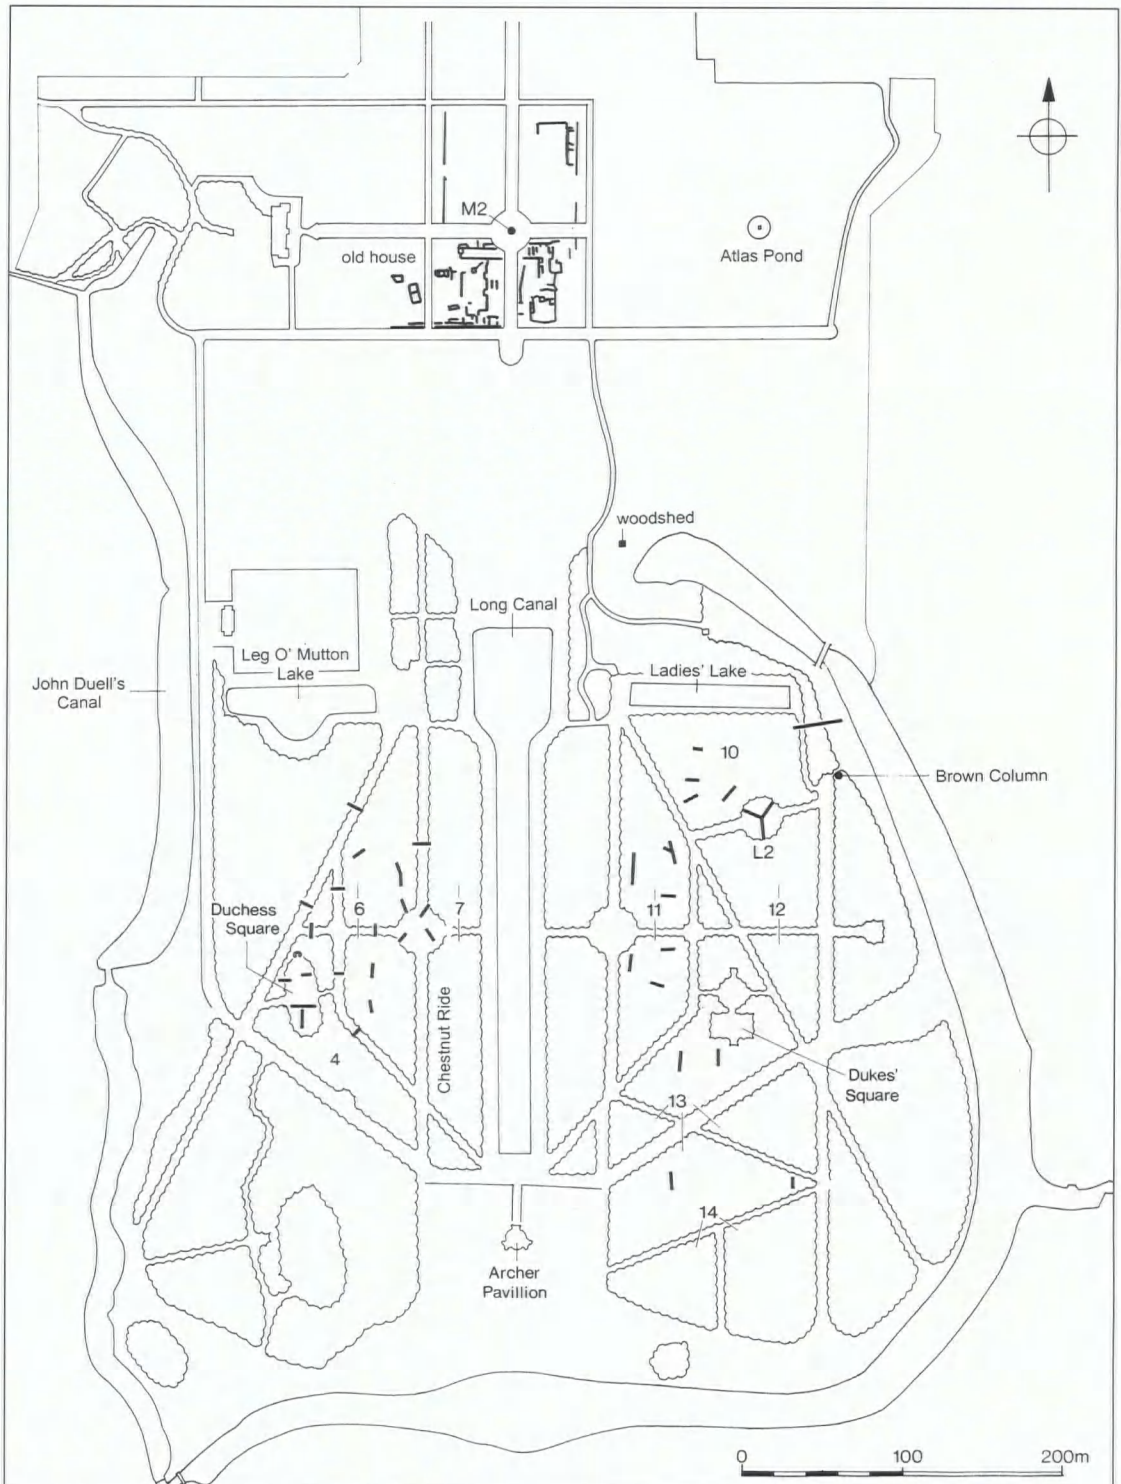 M2
old house
Atlas Pond
woodshed
Long Canal
Leg O' Mutton
Lake
Ladies' Lake
John Duell's
Canal
10
Brown Column
L2
Duchess
Square
6
7
11
12
Chestnut Ride
4
Dukes'
Square
13
14
Archer
Pavillion
0
100
200m